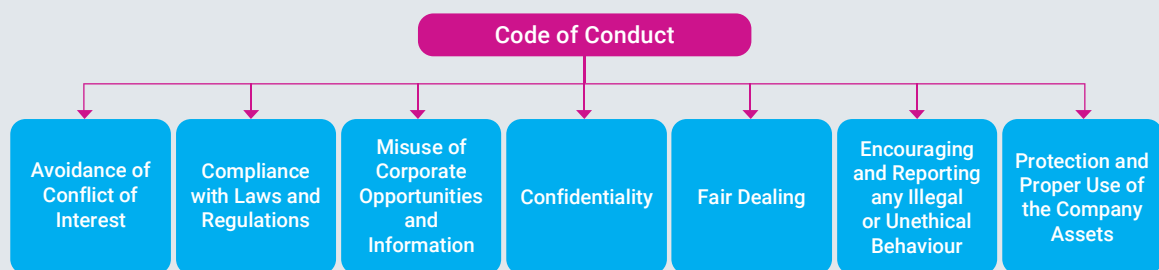 Code of Conduct
Avoidance of
Conflict of
Interest
Compliance
with Laws and
Regulations
Misuse of
Corporate
Opportunities
and
Information
Confidentiality
Fair Dealing
Encouraging
and Reporting
any Illegal
or Unethical
Behaviour
Protection and
Proper Use of
the Company
Assets